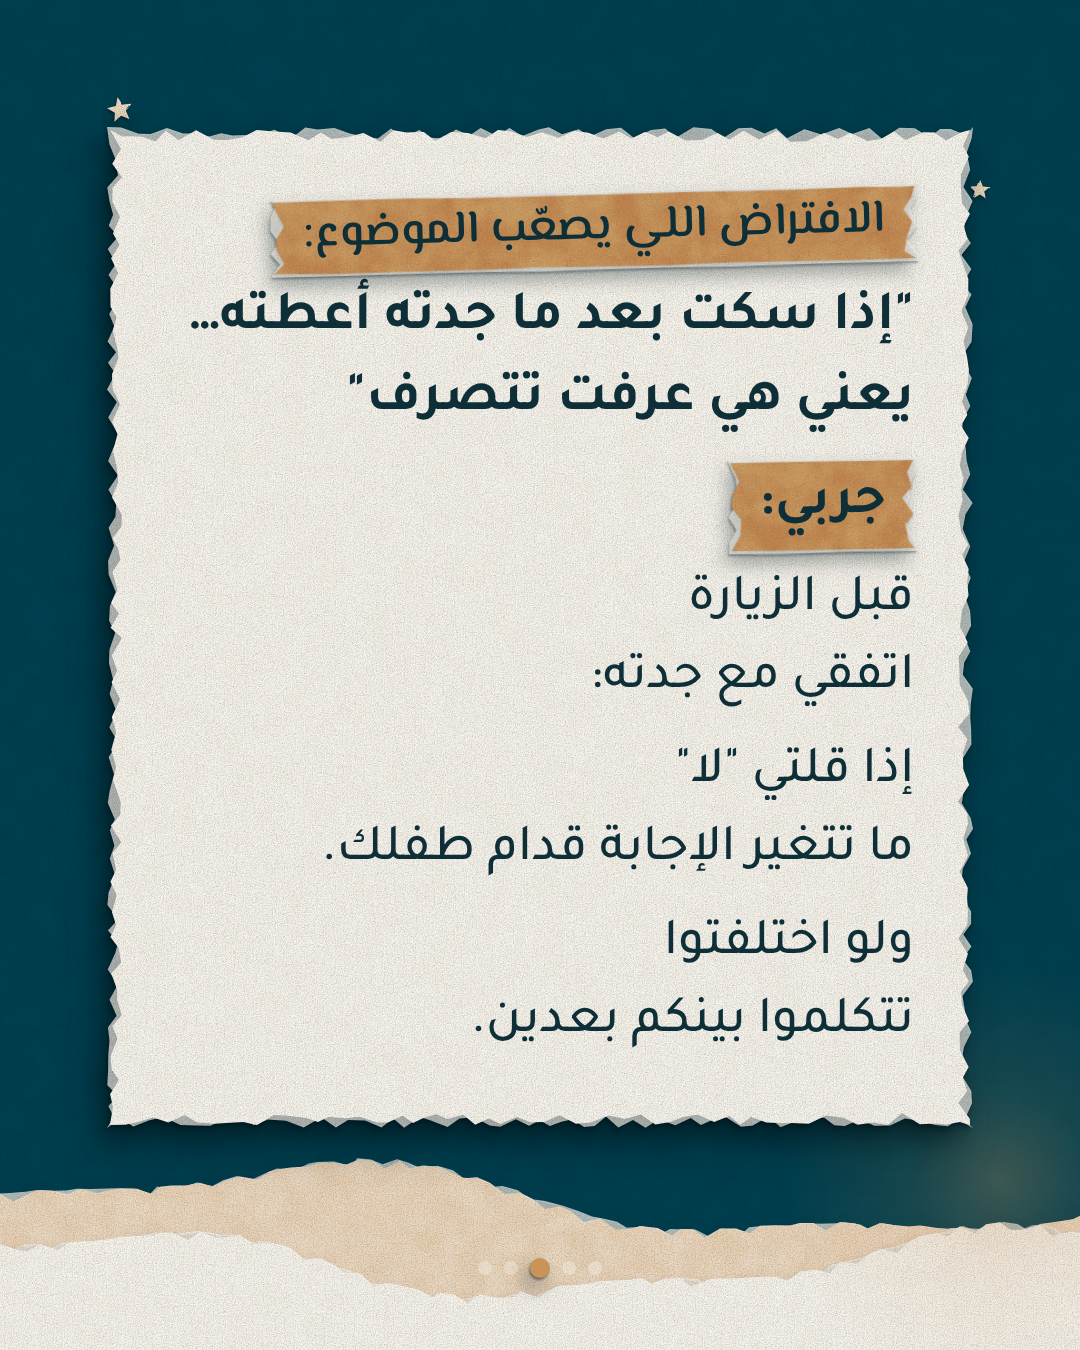 الافتراض اللي يصعّب الموضوع:
"إذا سكت بعد ما جدته أعطته...
يعني هي عرفت تتصرف"
جربي:
قبل الزيارة
اتفقي مع جدته:
إذا قلتي "لا"
ما تتغير الإجابة قدام طفلك.
ولو اختلفتوا
تتكلموا بينكم بعدين.